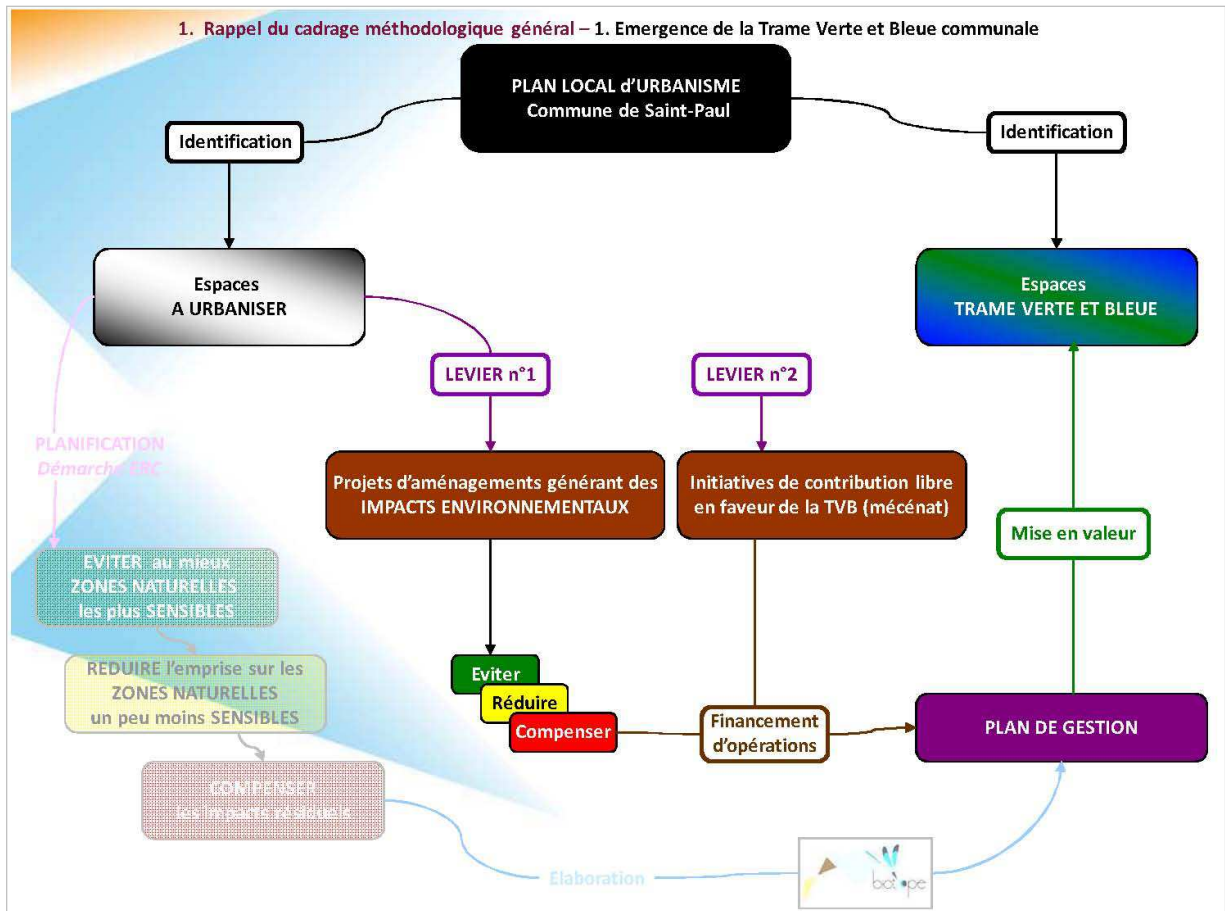 1. Rappel du cadrage méthodologique général – 1. Emergence de la Trame Verte et Bleue communale
PLAN LOCAL d’URBANISME
Commune de Saint-Paul
Identification
Identification
Espaces
A URBANISER
Espaces
TRAME VERTE ET BLEUE
LEVIER n°1
LEVIER n°2
PLANIFICATION
Démarche ERC
Projets d’aménagements générant des
IMPACTS ENVIRONNEMENTAUX
Initiatives de contribution libre
en faveur de la TVB (mécénat)
Mise en valeur
EVITER au mieux
ZONES NATURELLES
les plus SENSIBLES
REDUIRE l’emprise sur les
ZONES NATURELLES
un peu moins SENSIBLES
Eviter
Réduire
Compenser
Financement
d’opérations
PLAN DE GESTION
COMPENSER
les impacts résiduels
Elaboration